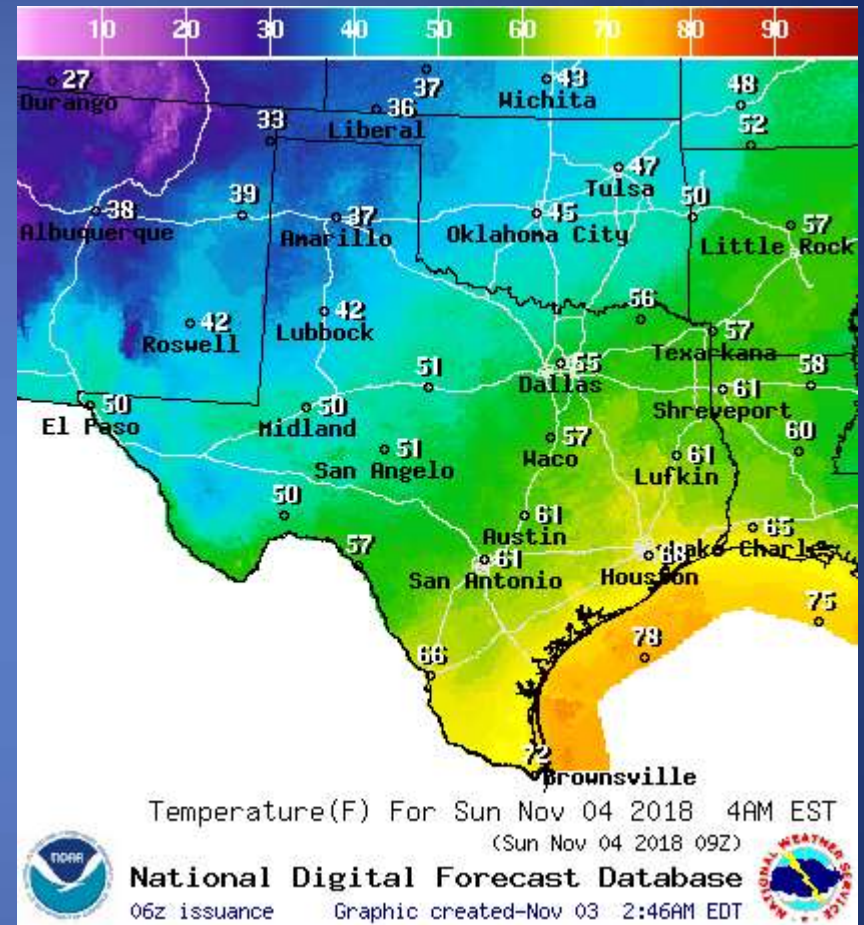 10 20 30 40 50 60 70 80 90
27
Durango
37
43
Wichita
48
36
Liberal
33
52
47
Tulsa
38
Albuquerque
39
37
Amarillo
45
Oklahoma City
50
57
Little Rock
42
Roswell
42
Lubbock
56
57
Texarkana
51
55
Dallas
58
61
Shreveport
50
El Paso
50
Midland
57
Waco
51
San Angelo
61
Lufkin
60
50
61
Austin
65
Lake Charles
57
61
San Antonio
68
Houston
75
78
66
72
Brownsville
Temperature(F) For Sun Nov 04 2018 4AM EST
(Sun Nov 04 2018 09Z)
NOAA
National Digital Forecast Database
06z issuance Graphic created-Nov 03 2:46AM EDT
NATIONAL WEATHER SERVICE